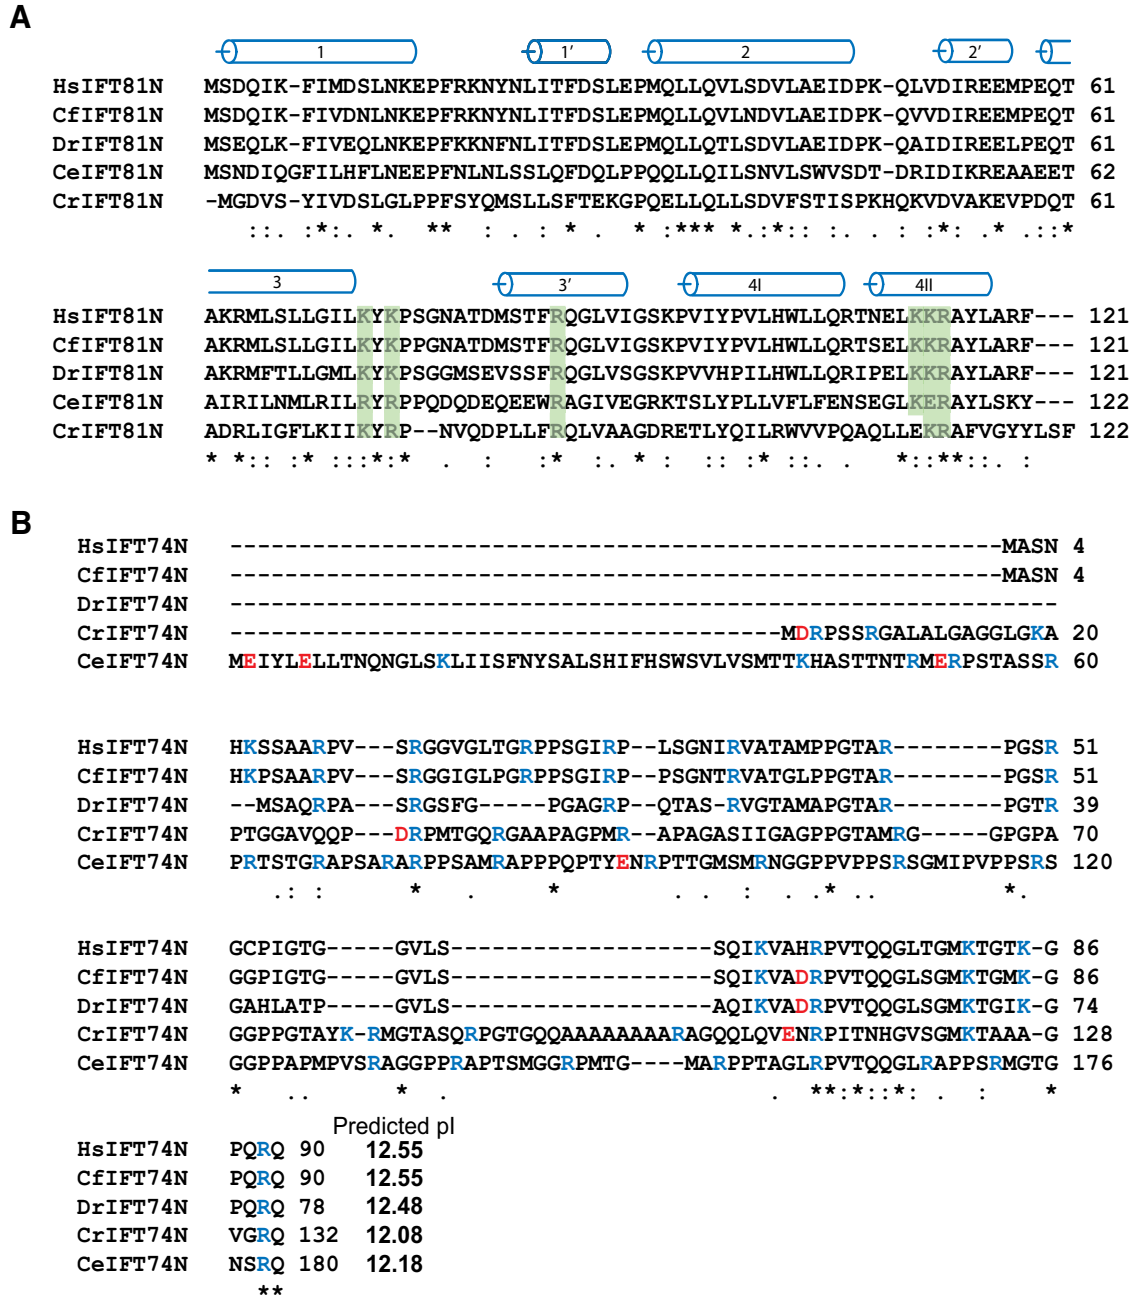 A
1 1′ 2 2′
HsIFT81N MSDQIK-FIMDSLNKEPFRKNYNLITFDSLEPMQLLQVLSDVLAEIDPK-QLVDIREEMPEQT 61
CfIFT81N MSDQIK-FIVDNLNKEPFRKNYNLITFDSLEPMQLLQVLNDVLAEIDPK-QVVDIREEMPEQT 61
DrIFT81N MSEQLK-FIVEQLNKEPFKKNFNLITFDSLEPMQLLQTLSDVLAEIDPK-QAIDIREELPEQT 61
CeIFT81N MSNDIQGFILHFLNEEPFNLNLSSLQFDQLPPQQLLQILSNVLSWVSDT-DRIDIKREAAEET 62
CrIFT81N -MGDVS-YIVDSLGLPPFSYQMSLLSFTEKGPQELLQLLSDVFSTISPKHQKVDVAKEVPDQT 61
::. :*:. *. ** : . : * . * :*** *.:*:: :. . : :*: .* .::*
3 3′ 4I 4II
HsIFT81N AKRMLSLLGILKYKPSGNATDMSTFRQGLVIGSKPVIYPVLHWLLQRTNELKKRAYLARF--- 121
CfIFT81N AKRMLSLLGILKYKPPGNATDMSTFRQGLVIGSKPVIYPVLHWLLQRTSELKKRAYLARF--- 121
DrIFT81N AKRMFTLLGMLKYKPSGGMSEVSSFRQGLVSGSKPVVHPILHWLLQRIPELKKRAYLARF--- 121
CeIFT81N AIRILNMLRILRYRPPQDQDEQEEWRAGIVEGRKTSLYPLLVFLFENSEGLKERAYLSKY--- 122
CrIFT81N ADRLIGFLKIIKYRP--NVQDPLLFRQLVAAGDRETLYQILRWVVPQAQLLEKRAFVGYYLSF 122
* *:: :* :::*:* . : :* :. * : :: :* :: . *::**:. :
B
HsIFT74N --------------------------------------------------------MASN 4
CfIFT74N --------------------------------------------------------MASN 4
DrIFT74N ------------------------------------------------------------
CrIFT74N ----------------------------------------MDRPSSRGALALGAGGLGKA 20
CeIFT74N MEIYLELLTNQNGLSKLIISFNYSALSHIFHSWSVLVSMTTKHASTTNTRMERPSTASSR 60
HsIFT74N HKSSAARPV---SRGGVGLTGRPPSGIRP--LSGNIRVATAMPPGTAR--------PGSR 51
CfIFT74N HKPSAARPV---SRGGIGLPGRPPSGIRP--PSGNTRVATGLPPGTAR--------PGSR 51
DrIFT74N --MSAQRPA---SRGSFG-----PGAGRP--QTAS-RVGTAMAPGTAR--------PGTR 39
CrIFT74N PTGGAVQQP---DRPMTGQRGAAPAGPMR--APAGASIIGAGPPGTAMRG------GPGPA 70
CeIFT74N PRTSTGRAPSARARPPSAMRAPPPQPTYENRPTTGMSMRNGGPPVPPSRSGMIPVPPSRS 120
.: : * . * . . : . .* .. *.
HsIFT74N GCPIGTG-----GVLS-------------------SQIKVAHRPVTQQGLTGMKTGTK-G 86
CfIFT74N GGPIGTG-----GVLS-------------------SQIKVADRPVTQQGLSGMKTGMK-G 86
DrIFT74N GAHLATP-----GVLS-------------------AQIKVADRPVTQQGLSGMKTGIK-G 74
CrIFT74N GGPPGTAYK-RMGTASQRPGTGQQAAAAAAAARAGQQLQVENRPITNHGVSGMKTAAA-G 128
CeIFT74N GGPPAPMPVSRAGGPPRAPTSMGGRPMTG----MARPPTAGLRPVTQQGLRAPPSRMGTG 176
* .. * . . **:*::*: . : *
Predicted pI
HsIFT74N PQRQ 90 12.55
CfIFT74N PQRQ 90 12.55
DrIFT74N PQRQ 78 12.48
CrIFT74N VGRQ 132 12.08
CeIFT74N NSRQ 180 12.18
**